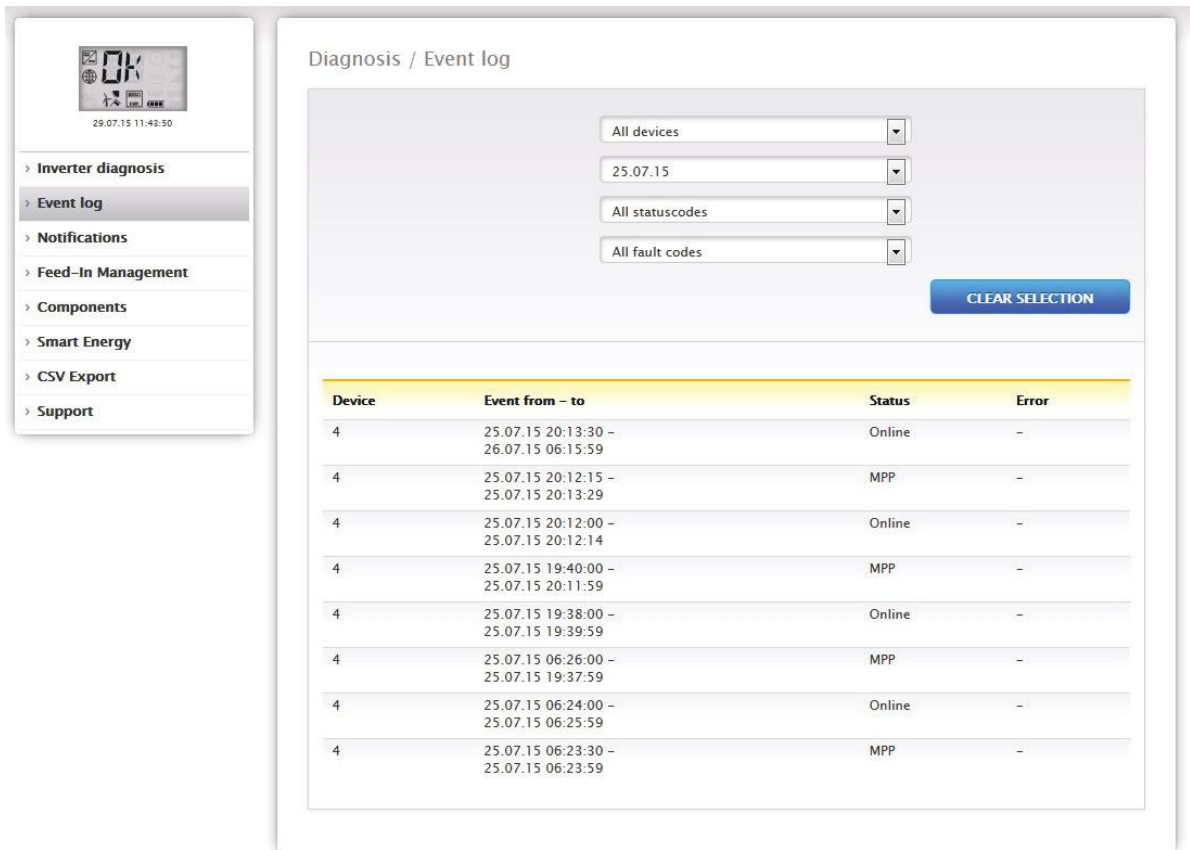 OK
29.07.15 11:43:50
Inverter diagnosis
Event log
Notifications
Feed-In Management
Components
Smart Energy
CSV Export
Support
Diagnosis / Event log
All devices
25.07.15
All statuscodes
All fault codes
CLEAR SELECTION
Device Event from – to Status Error
4 25.07.15 20:13:30 – Online –
26.07.15 06:15:59
4 25.07.15 20:12:15 – MPP –
25.07.15 20:13:29
4 25.07.15 20:12:00 – Online –
25.07.15 20:12:14
4 25.07.15 19:40:00 – MPP –
25.07.15 20:11:59
4 25.07.15 19:38:00 – Online –
25.07.15 19:39:59
4 25.07.15 06:26:00 – MPP –
25.07.15 19:37:59
4 25.07.15 06:24:00 – Online –
25.07.15 06:25:59
4 25.07.15 06:23:30 – MPP –
25.07.15 06:23:59